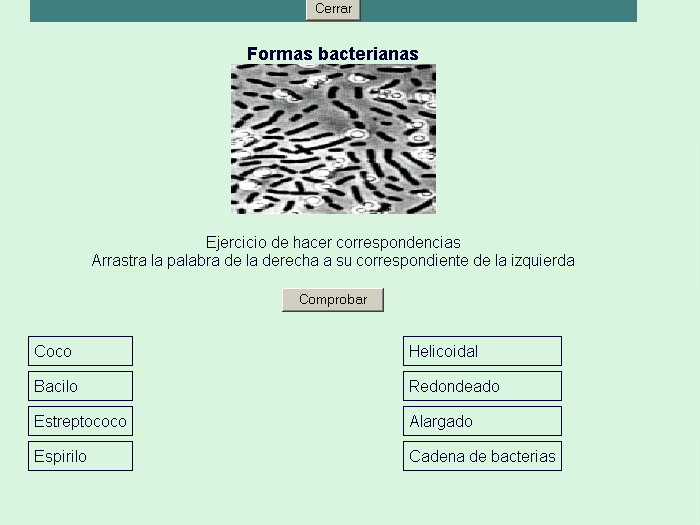 Cerrar
Formas bacterianas
Ejercicio de hacer correspondencias
Arrastra la palabra de la derecha a su correspondiente de la izquierda
Comprobar
Coco
Helicoidal
Bacilo
Redondeado
Estreptococo
Alargado
Espirilo
Cadena de bacterias